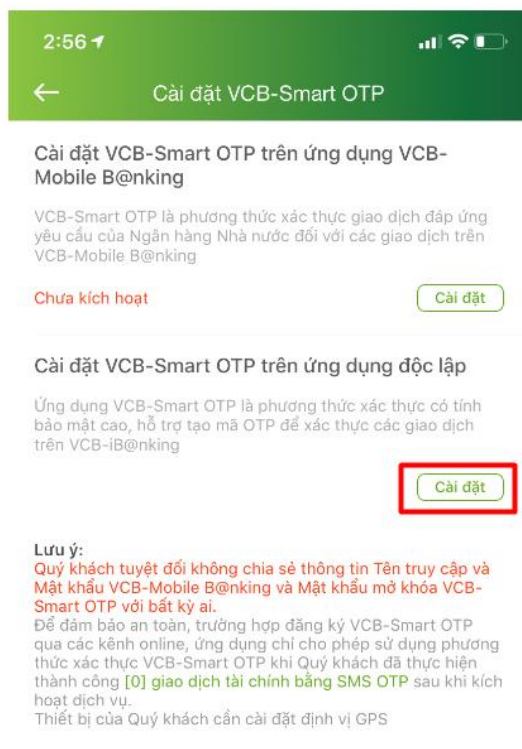 2:56
Cài đặt VCB-Smart OTP
Cài đặt VCB-Smart OTP trên ứng dụng VCB-
Mobile B@nking
VCB-Smart OTP là phương thức xác thực giao dịch đáp ứng
yêu cầu của Ngân hàng Nhà nước đối với các giao dịch trên
VCB-Mobile B@nking
Chưa kích hoạt
Cài đặt
Cài đặt VCB-Smart OTP trên ứng dụng độc lập
Ứng dụng VCB-Smart OTP là phương thức xác thực có tính
bảo mật cao, hỗ trợ tạo mã OTP để xác thực các giao dịch
trên VCB-iB@nking
Cài đặt
Lưu ý:
Quý khách tuyệt đối không chia sẻ thông tin Tên truy cập và
Mật khẩu VCB-Mobile B@nking và Mật khẩu mở khóa VCB-
Smart OTP với bất kỳ ai.
Để đảm bảo an toàn, trường hợp đăng ký VCB-Smart OTP
qua các kênh online, ứng dụng chỉ cho phép sử dụng phương
thức xác thực VCB-Smart OTP khi Quý khách đã thực hiện
thành công [0] giao dịch tài chính bằng SMS OTP sau khi kích
hoạt dịch vụ.
Thiết bị của Quý khách cần cài đặt định vị GPS